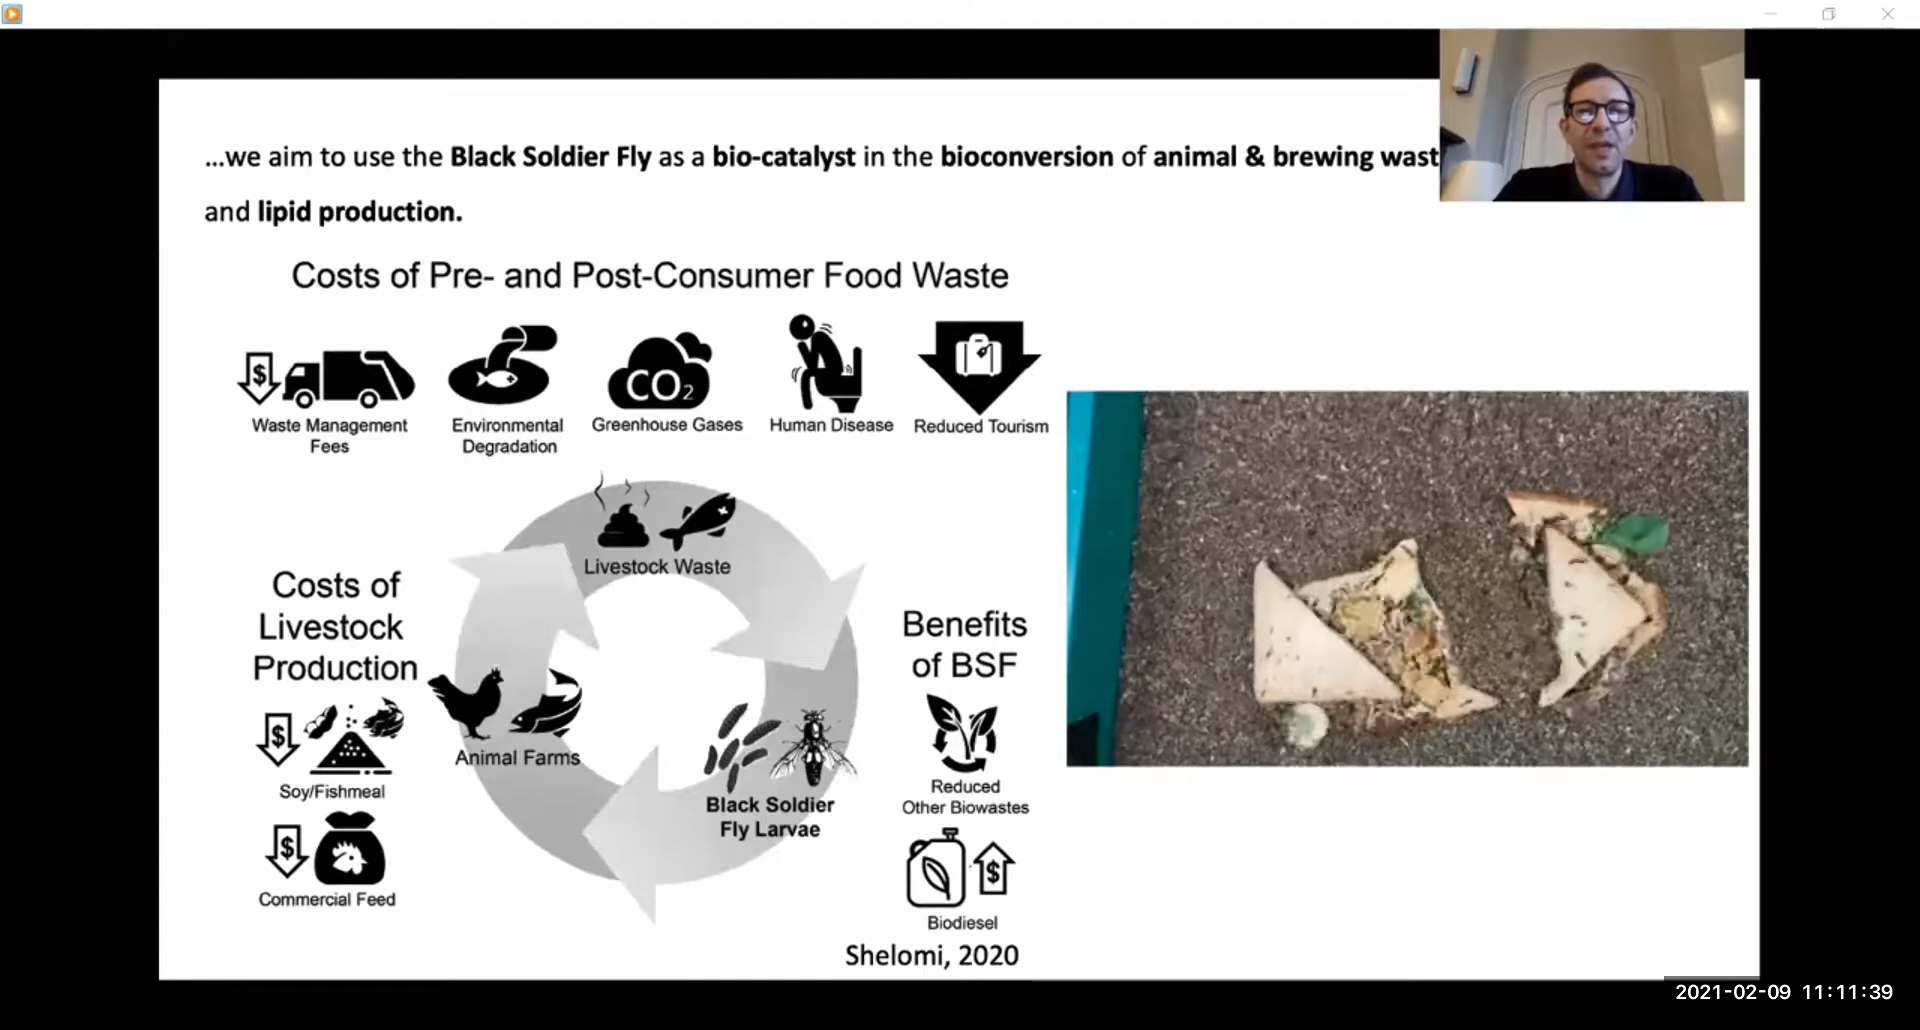 ...we aim to use the Black Soldier Fly as a bio-catalyst in the bioconversion of animal & brewing wast
and lipid production.
Costs of Pre- and Post-Consumer Food Waste
$
CO2
Waste Management
Fees
Environmental
Degradation
Greenhouse Gases
Human Disease
Reduced Tourism
Livestock Waste
Costs of
Livestock
Production
$
Soy/Fishmeal
$
Commercial Feed
Animal Farms
Black Soldier
Fly Larvae
Benefits
of BSF
Reduced
Other Biowastes
$
Biodiesel
Shelomi, 2020
2021-02-09 11:11:39